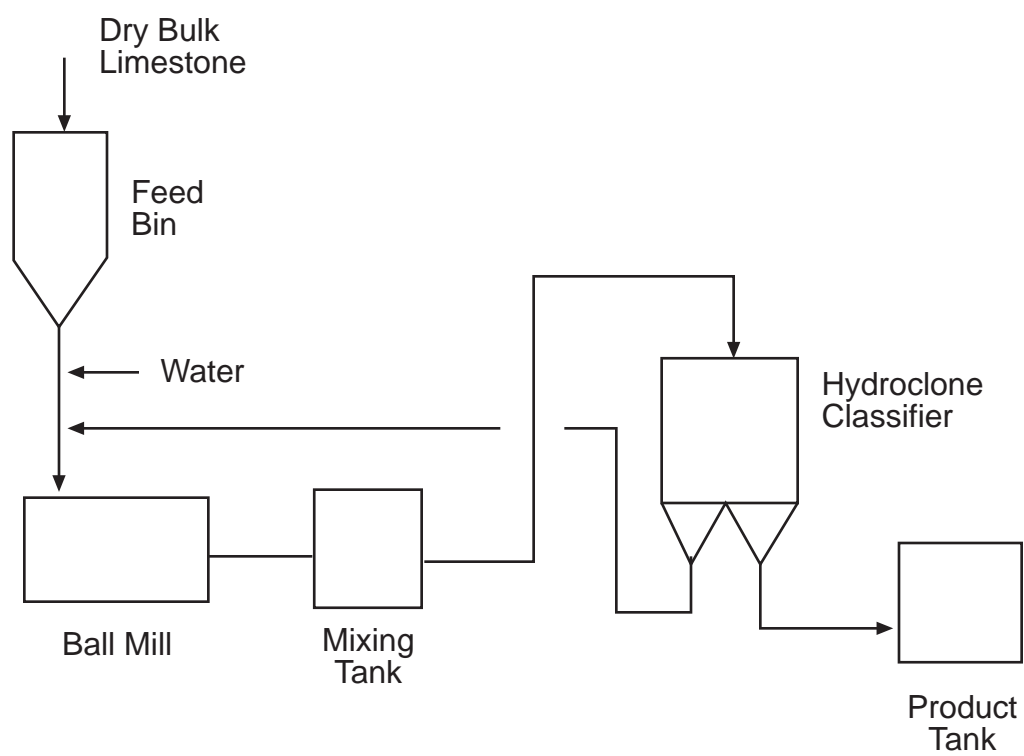 Dry Bulk
Limestone
Feed
Bin
Water
Hydroclone
Classifier
Ball Mill
Mixing
Tank
Product
Tank